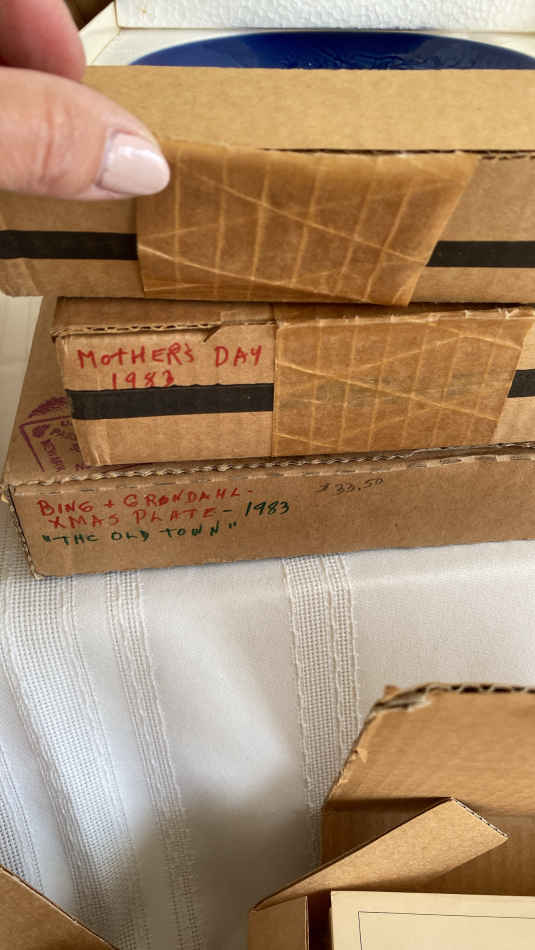 MOTHER'S DAY
1983
BING + GRONDAHL-
XMAS PLATE - 1983
"THE OLD TOWN"
$33.50